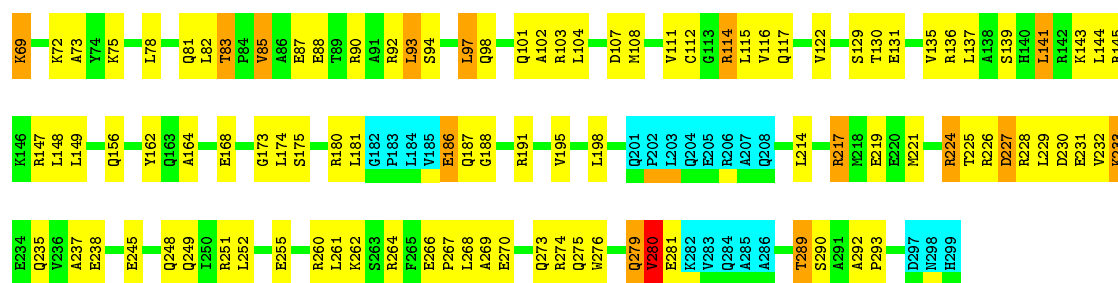 K69 K72 A73 Y74 K75 L78 Q81 L82 T83 P84 V85 A86 E87 E88 T89 R90 A91 R92 L93 S94 L97 Q98 Q101 A102 R103 L104 D107 M108 V111 C112 G113 R114 L115 V116 Q117 V122 S129 T130 E131 V135 R136 L137 A138 S139 H140 L141 R142 K143 L144 R145
K146 R147 L148 L149 Q156 Y162 Q163 A164 E168 G173 L174 S175 R180 L181 G182 P183 L184 V185 E186 Q187 G188 R191 V195 L198 Q201 P202 L203 Q204 E205 R206 A207 Q208 L214 R217 M218 E219 E220 M221 R224 T225 R226 D227 R228 L229 D230 E231 V232 K233
E234 Q235 V236 A237 E238 E245 Q248 Q249 I250 R251 L252 E255 R260 L261 K262 S263 R264 F265 E266 P267 L268 A269 E270 Q273 R274 Q275 W276 Q279 V280 E281 K282 V283 Q284 A285 A286 T289 S290 A291 A292 P293 D297 N298 H299